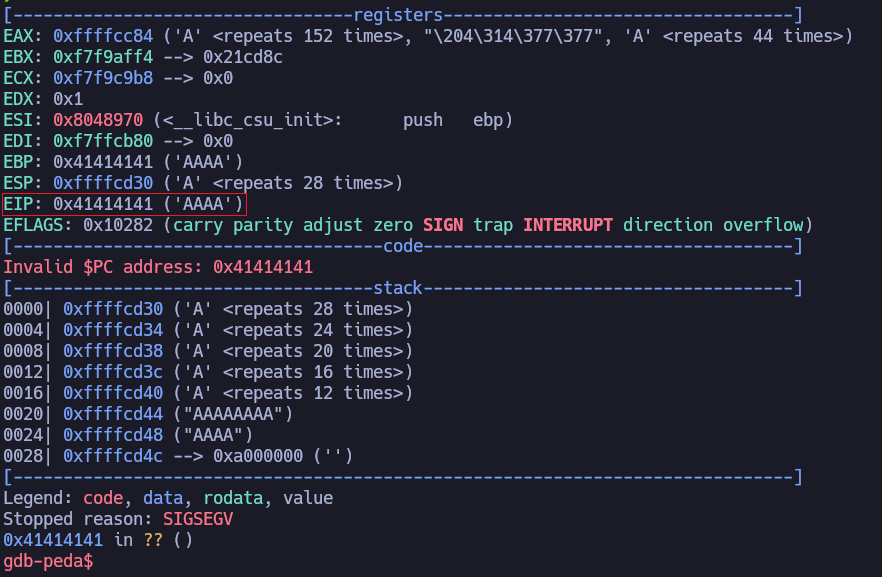 [----------------------------------registers-----------------------------------]
EAX: 0xffffcc84 ('A' <repeats 152 times>, "\204\314\377\377", 'A' <repeats 44 times>)
EBX: 0xf7f9aff4 --> 0x21cd8c
ECX: 0xf7f9c9b8 --> 0x0
EDX: 0x1
ESI: 0x8048970 (<__libc_csu_init>:      push   ebp)
EDI: 0xf7ffcb80 --> 0x0
EBP: 0x41414141 ('AAAA')
ESP: 0xffffcd30 ('A' <repeats 28 times>)
EIP: 0x41414141 ('AAAA')
EFLAGS: 0x10282 (carry parity adjust zero SIGN trap INTERRUPT direction overflow)
[-------------------------------------code-------------------------------------]
Invalid $PC address: 0x41414141
[------------------------------------stack-------------------------------------]
0000| 0xffffcd30 ('A' <repeats 28 times>)
0004| 0xffffcd34 ('A' <repeats 24 times>)
0008| 0xffffcd38 ('A' <repeats 20 times>)
0012| 0xffffcd3c ('A' <repeats 16 times>)
0016| 0xffffcd40 ('A' <repeats 12 times>)
0020| 0xffffcd44 ("AAAAAAAA")
0024| 0xffffcd48 ("AAAA")
0028| 0xffffcd4c --> 0xa000000 ('')
[------------------------------------------------------------------------------]
Legend: code, data, rodata, value
Stopped reason: SIGSEGV
0x41414141 in ?? ()
gdb-peda$